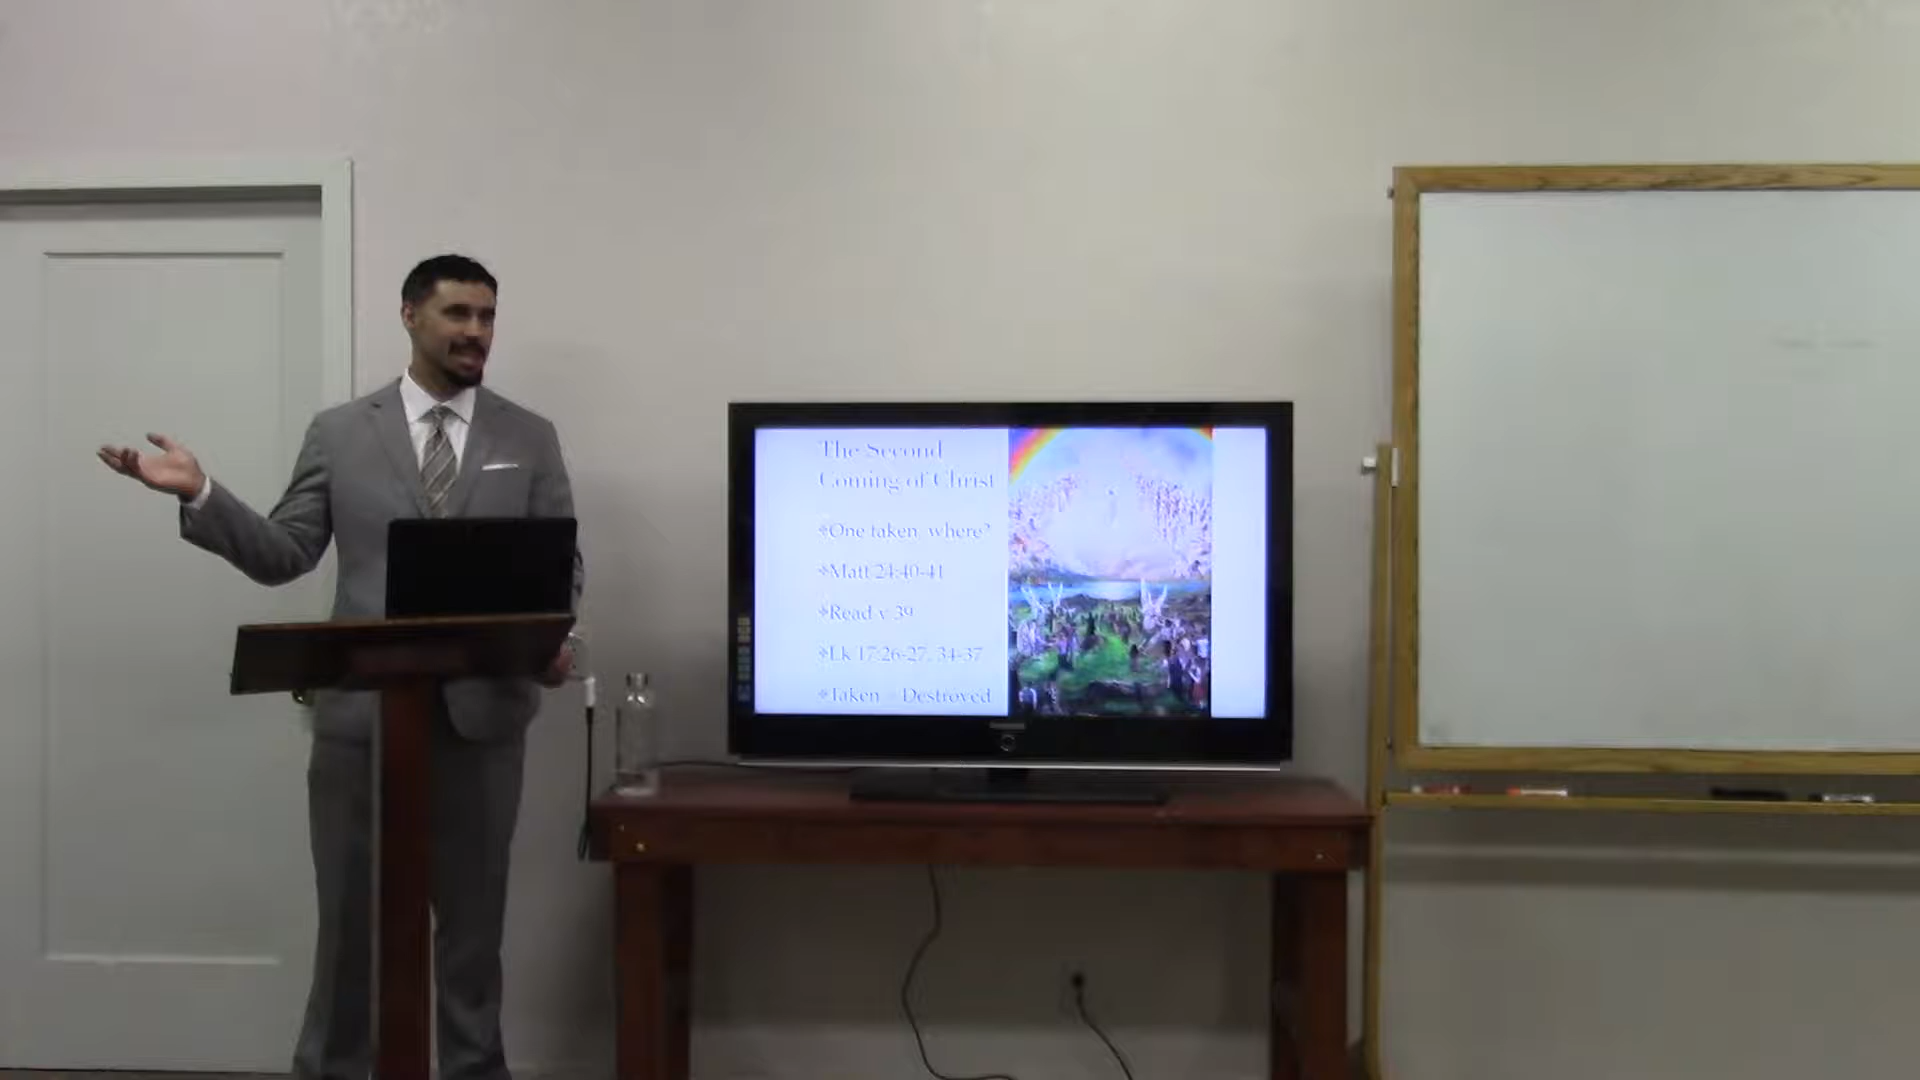 The Second
Coming of Christ
One taken, where?
Matt 24:40-41
Read v 39
Lk 17:26-27, 34-37
Taken = Destroyed